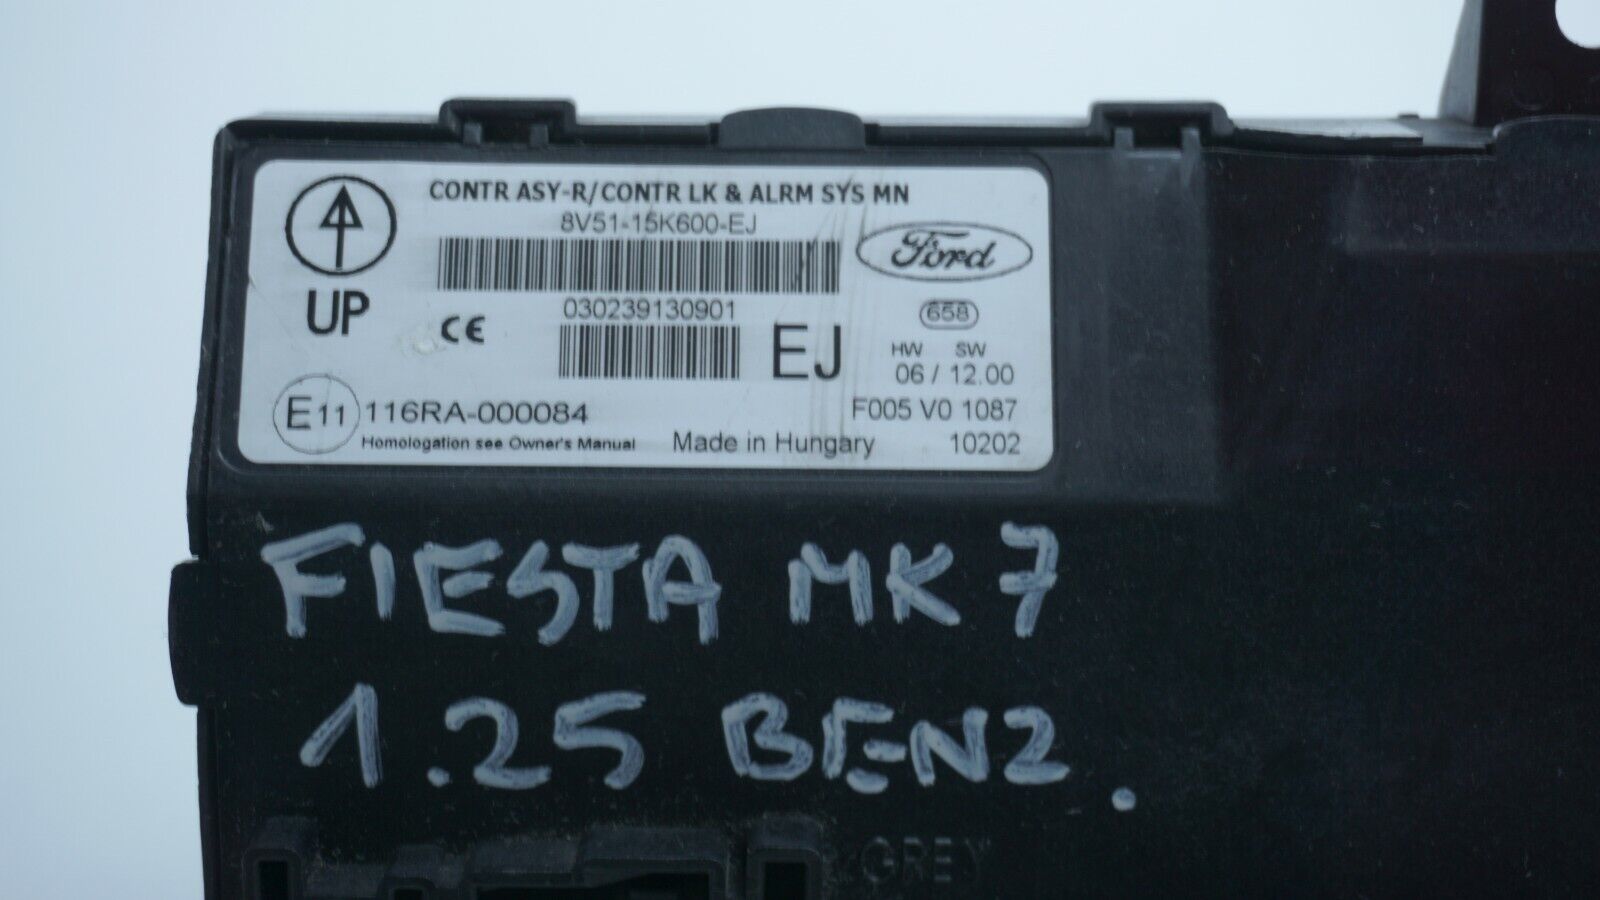 CONTR ASY-R/CONTR LK & ALRM SYS MN
8V51-15K600-EJ
Ford
UP
CE
030239130901
EJ
658
HW SW
06 / 12.00
E11 116RA-000084
F005 V0 1087
Homologation see Owner's Manual
Made in Hungary
10202
FIESTA MK7
1.25 BENZ.
GREY